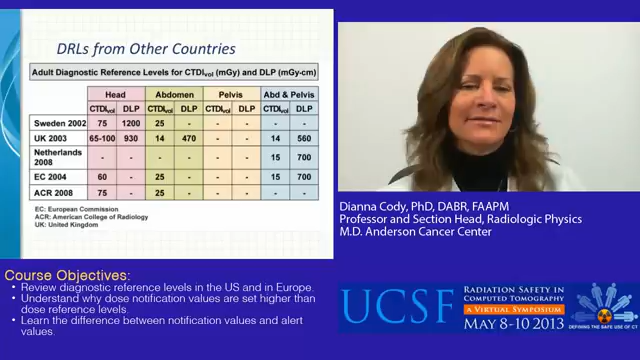 DRLs from Other Countries
Adult Diagnostic Reference Levels for CTDIvol (mGy) and DLP (mGy-cm)
Head Abdomen Pelvis Abd & Pelvis
CTDIvol DLP CTDIvol DLP CTDIvol DLP CTDIvol DLP
Sweden 2002 75 1200 25 - - - - -
UK 2003 65-100 930 14 470 - - 14 560
Netherlands 2008 - - - - - - 15 700
EC 2004 60 - 25 - - - 15 700
ACR 2008 75 - 25 - - - - -
EC: European Commission
ACR: American College of Radiology
UK: United Kingdom
Dianna Cody, PhD, DABR, FAAPM
Professor and Section Head, Radiologic Physics
M.D. Anderson Cancer Center
Course Objectives:
• Review diagnostic reference levels in the US and in Europe.
• Understand why dose notification values are set higher than
dose reference levels.
• Learn the difference between notification values and alert
values.
UCSF
RADIATION SAFETY IN
COMPUTED TOMOGRAPHY
A VIRTUAL SYMPOSIUM
MAY 8-10 2013
DEFINING THE SAFE USE OF CT